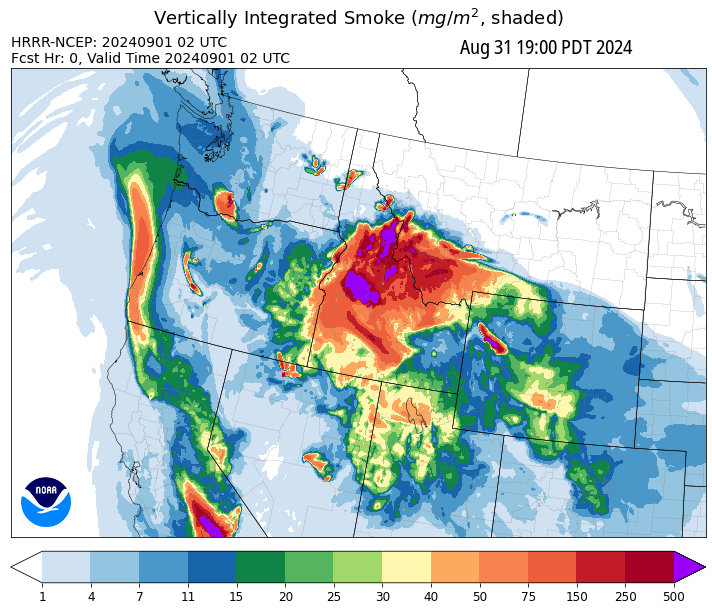 Vertically Integrated Smoke (mg/m², shaded)
HRRR-NCEP: 20240901 02 UTC
Fcst Hr: 0, Valid Time 20240901 02 UTC
Aug 31 19:00 PDT 2024
NOAA
1 4 7 11 15 20 25 30 40 50 75 150 250 500